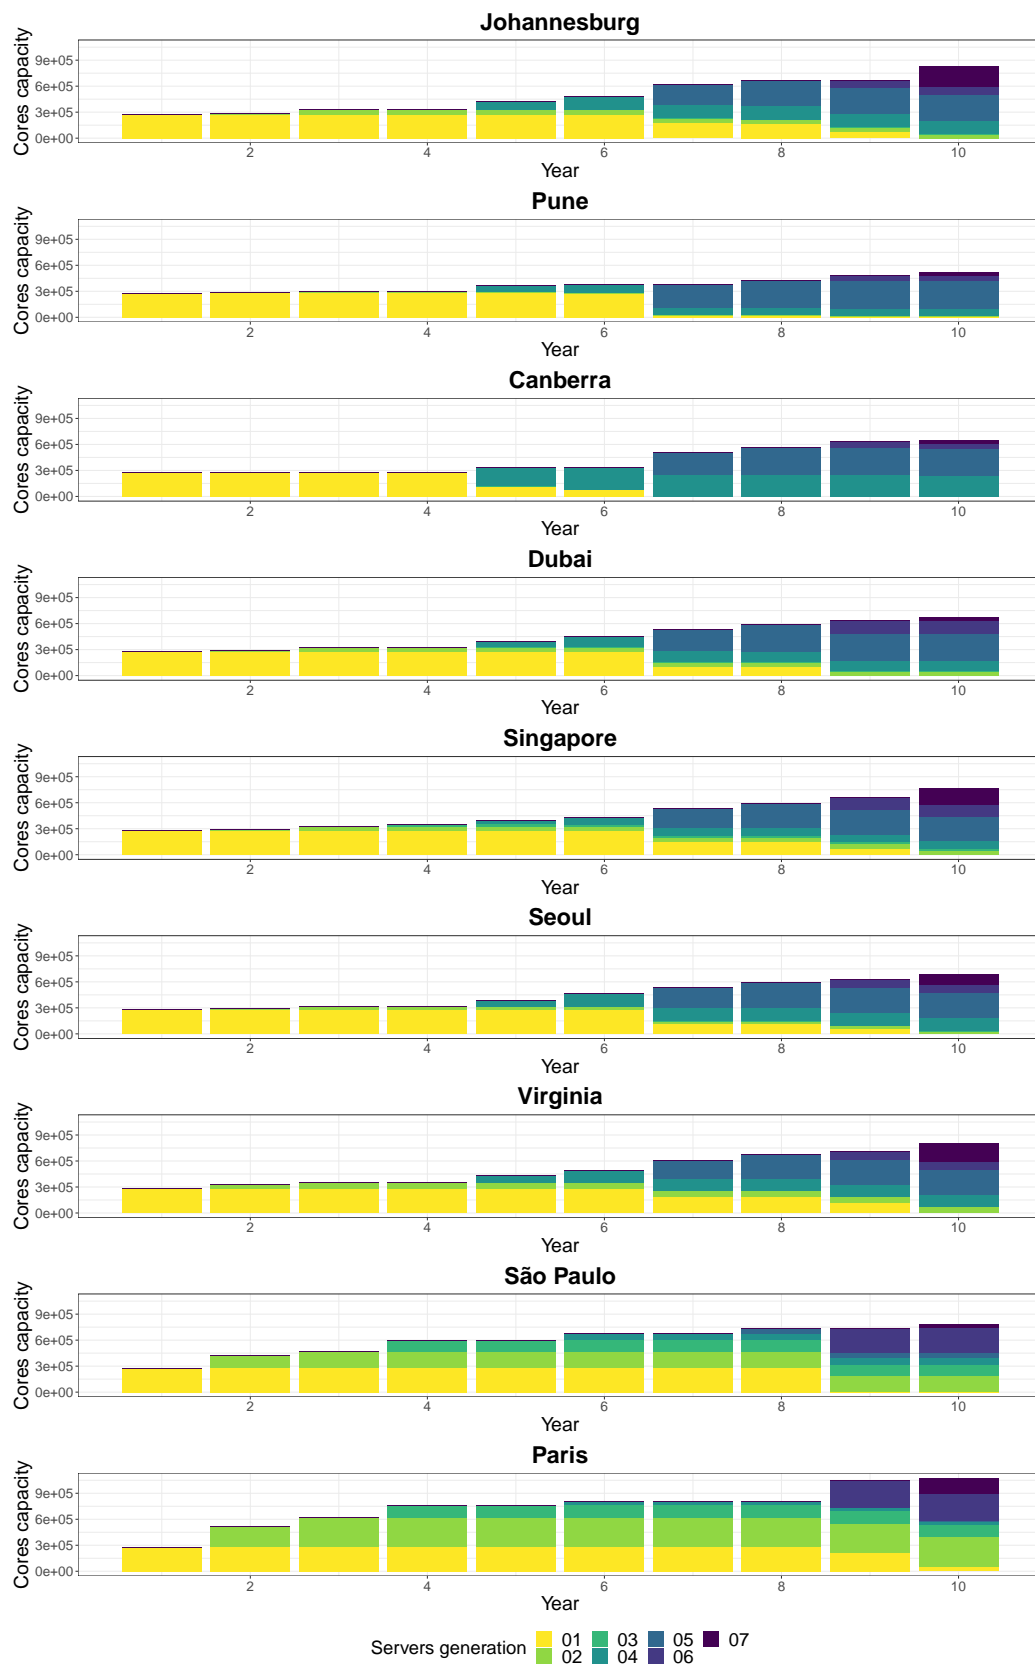 Johannesburg
Cores capacity
9e+05
6e+05
3e+05
0e+00
2 4 6 8 10
Year
Pune
Cores capacity
9e+05
6e+05
3e+05
0e+00
2 4 6 8 10
Year
Canberra
Cores capacity
9e+05
6e+05
3e+05
0e+00
2 4 6 8 10
Year
Dubai
Cores capacity
9e+05
6e+05
3e+05
0e+00
2 4 6 8 10
Year
Singapore
Cores capacity
9e+05
6e+05
3e+05
0e+00
2 4 6 8 10
Year
Seoul
Cores capacity
9e+05
6e+05
3e+05
0e+00
2 4 6 8 10
Year
Virginia
Cores capacity
9e+05
6e+05
3e+05
0e+00
2 4 6 8 10
Year
São Paulo
Cores capacity
9e+05
6e+05
3e+05
0e+00
2 4 6 8 10
Year
Paris
Cores capacity
9e+05
6e+05
3e+05
0e+00
2 4 6 8 10
Year
Servers generation
01 03 05 07
02 04 06